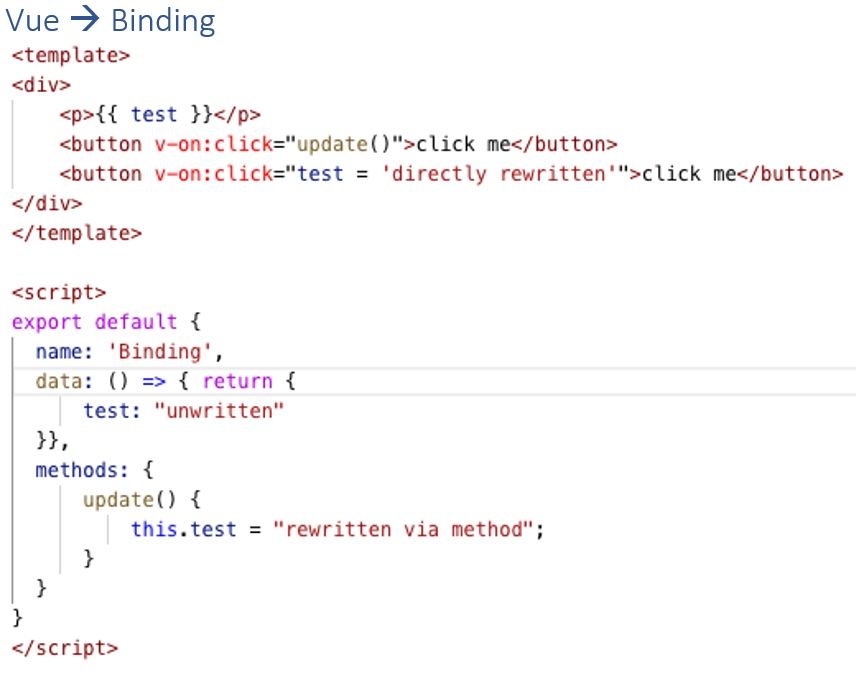 Vue → Binding
<template>
<div>
    <p>{{ test }}</p>
    <button v-on:click="update()">click me</button>
    <button v-on:click="test = 'directly rewritten'">click me</button>
</div>
</template>

<script>
export default {
  name: 'Binding',
  data: () => { return {
      test: "unwritten"
  }},
  methods: {
      update() {
          this.test = "rewritten via method";
      }
  }
}
</script>